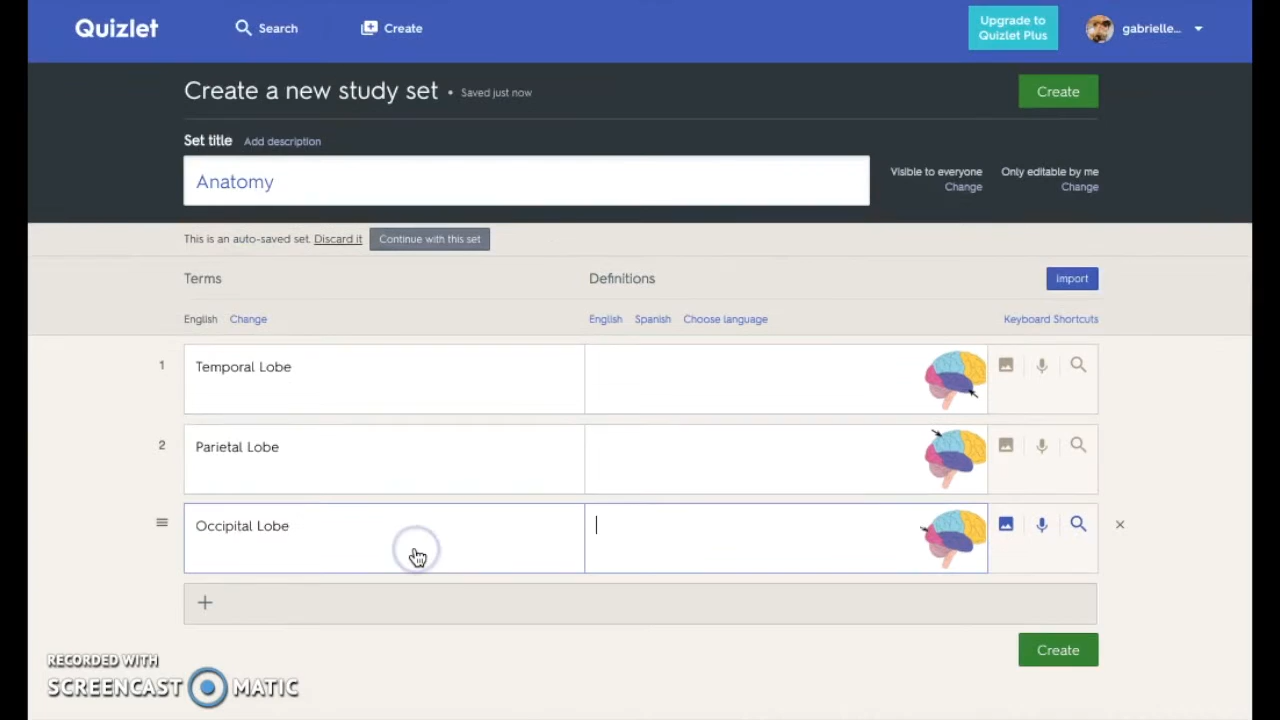 Quizlet
Search
Create
Upgrade to
Quizlet Plus
gabrielle...
Create a new study set • Saved just now
Create
Set title Add description
Anatomy
Visible to everyone
Change
Only editable by me
Change
This is an auto-saved set. Discard it
Continue with this set
Terms
Definitions
Import
English Change
English Spanish Choose language
Keyboard Shortcuts
1
Temporal Lobe
2
Parietal Lobe
Occipital Lobe
Create
RECORDED WITH
SCREENCAST MATIC